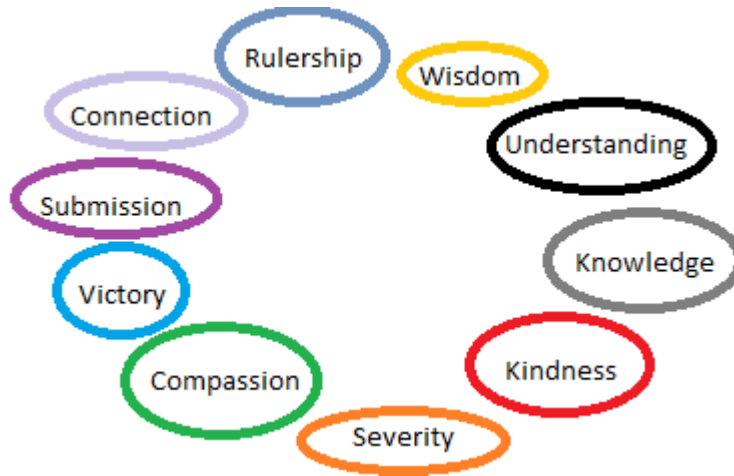 Rulership
Wisdom
Understanding
Knowledge
Kindness
Severity
Compassion
Victory
Submission
Connection